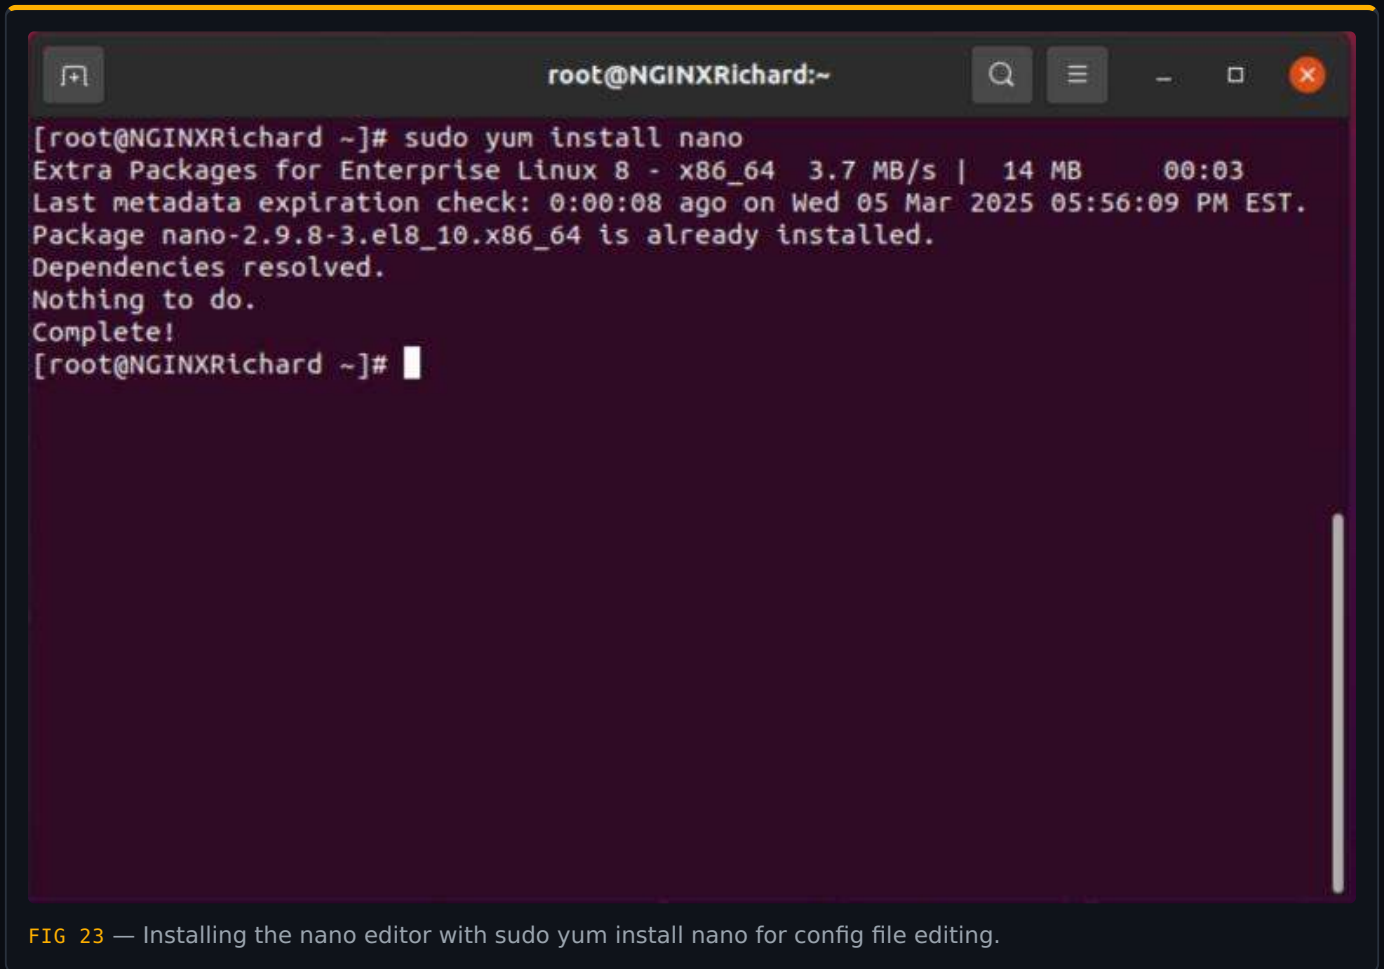 root@NGINXRichard:~
[root@NGINXRichard ~]# sudo yum install nano
Extra Packages for Enterprise Linux 8 - x86_64  3.7 MB/s |  14 MB     00:03
Last metadata expiration check: 0:00:08 ago on Wed 05 Mar 2025 05:56:09 PM EST.
Package nano-2.9.8-3.el8_10.x86_64 is already installed.
Dependencies resolved.
Nothing to do.
Complete!
[root@NGINXRichard ~]#
FIG 23 — Installing the nano editor with sudo yum install nano for config file editing.